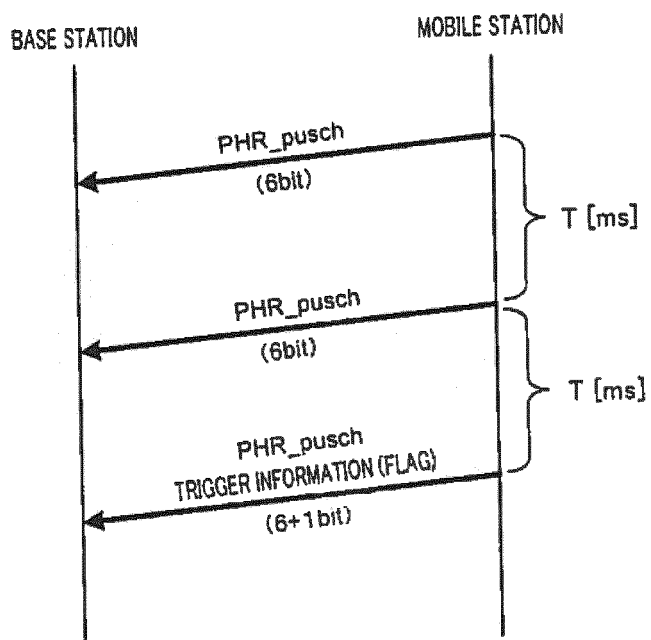 BASE STATION
MOBILE STATION
PHR_pusch
(6bit)
T [ms]
PHR_pusch
(6bit)
T [ms]
PHR_pusch
TRIGGER INFORMATION (FLAG)
(6+1bit)